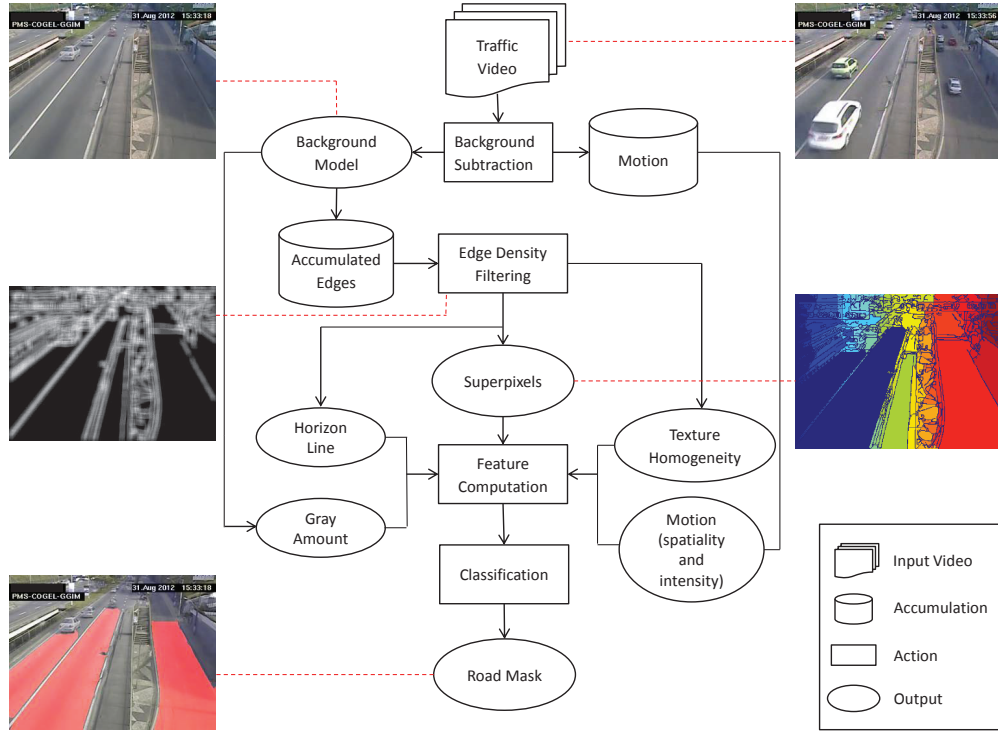 PMS-COGEL-GGIM
31.Aug 2012 15:33:18
Traffic
Video
PMS-COGEL-GGIM
31.Aug 2012 15:33:56
Background
Model
Background
Subtraction
Motion
Accumulated
Edges
Edge Density
Filtering
Superpixels
Horizon
Line
Feature
Computation
Texture
Homogeneity
Gray
Amount
Motion
(spatiality
and
intensity)
Classification
Road Mask
PMS-COGEL-GGIM
31.Aug 2012 15:33:18
Input Video
Accumulation
Action
Output